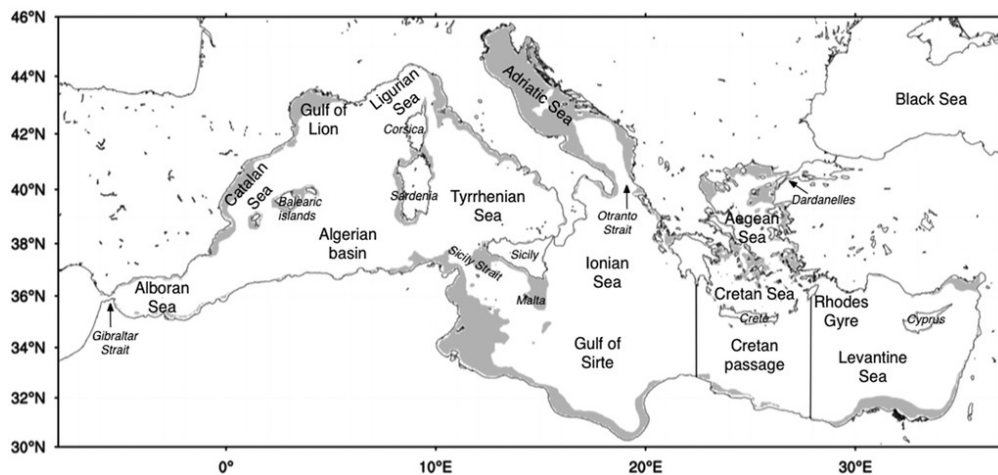 46°N
44°N
42°N
40°N
38°N
36°N
34°N
32°N
30°N
0°
10°E
20°E
30°E
Gulf of
Lion
Ligurian
Sea
Corsica
Adriatic Sea
Black Sea
Catalan
Sea
Balearic
islands
Sardenia
Tyrrhenian
Sea
Otranto
Strait
Dardanelles
Aegean
Sea
Algerian
basin
Sicily Strait
Sicily
Malta
Ionian
Sea
Alboran
Sea
Gibraltar
Strait
Cretan Sea
Crete
Rhodes
Gyre
Cyprus
Gulf of
Sirte
Cretan
passage
Levantine
Sea